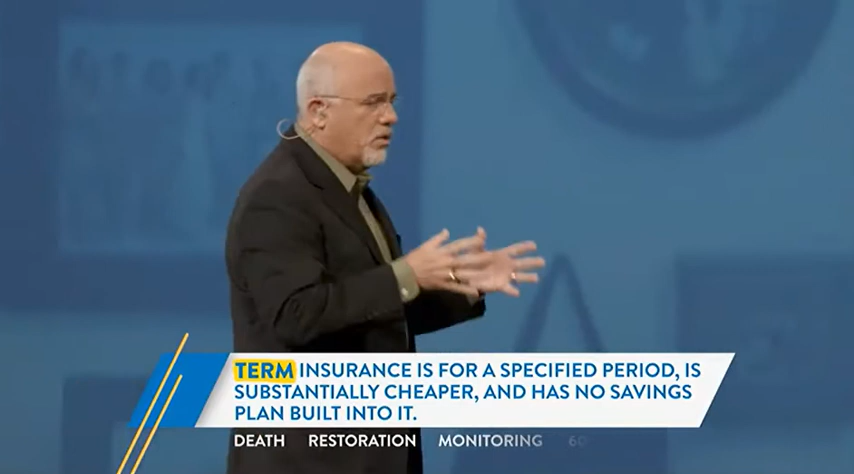 TERM INSURANCE IS FOR A SPECIFIED PERIOD, IS
SUBSTANTIALLY CHEAPER, AND HAS NO SAVINGS
PLAN BUILT INTO IT.
DEATH RESTORATION MONITORING 60